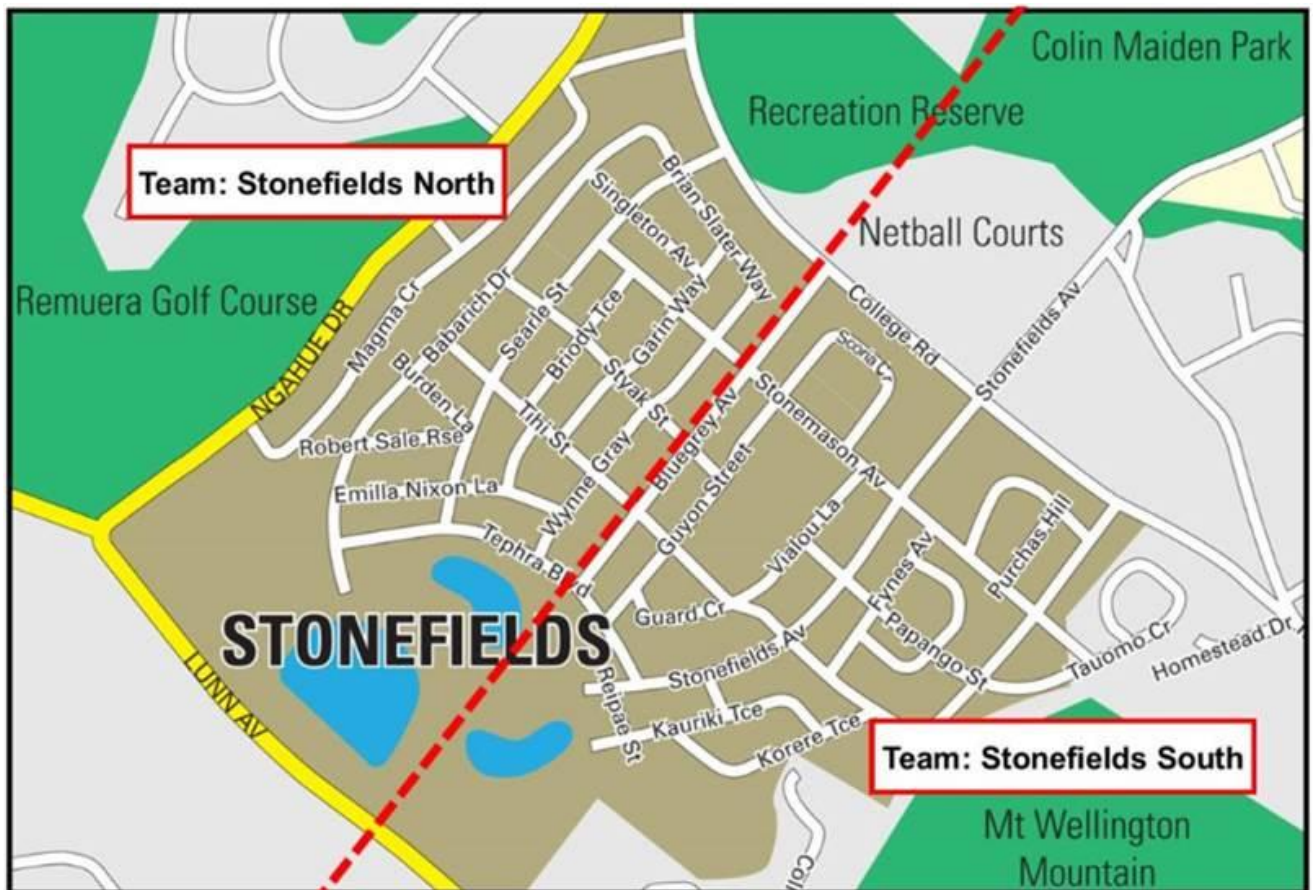 Colin Maiden Park
Recreation Reserve
Team: Stonefields North
Netball Courts
Remuera Golf Course
NGAHUE DR
Magma Cr
Babarich Dr
Burden La
Robert Sale Rse
Emilla Nixon La
Searle St
Briody Tce
Singleton Av
Brian Slater Way
Garin Way
Styak St
Tihi St
Wynne Gray
Tephra Blvd
Bluegrey Av
Guyon Street
Scoria Cr
College Rd
Stonefields Av
Stonemason Av
Vialou La
Fynes Av
Purchas Hill
Papango St
Guard Cr
Stonefields Av
Kauriki Tce
Korere Tce
Reipae St
Tauomo Cr
Homestead Dr
STONEFIELDS
LUNN AV
Team: Stonefields South
Mt Wellington
Mountain